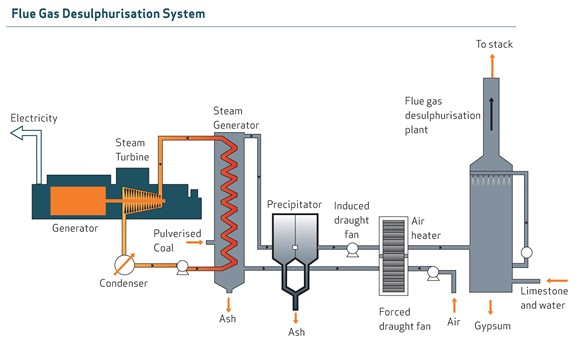 Flue Gas Desulphurisation System
To stack
Steam
Generator
Flue gas
desulphurisation
plant
Electricity
Steam
Turbine
Precipitator
Induced
draught
fan
Air
heater
Generator
Pulverised
Coal
Condenser
Limestone
and water
Ash
Ash
Forced
draught fan
Air
Gypsum